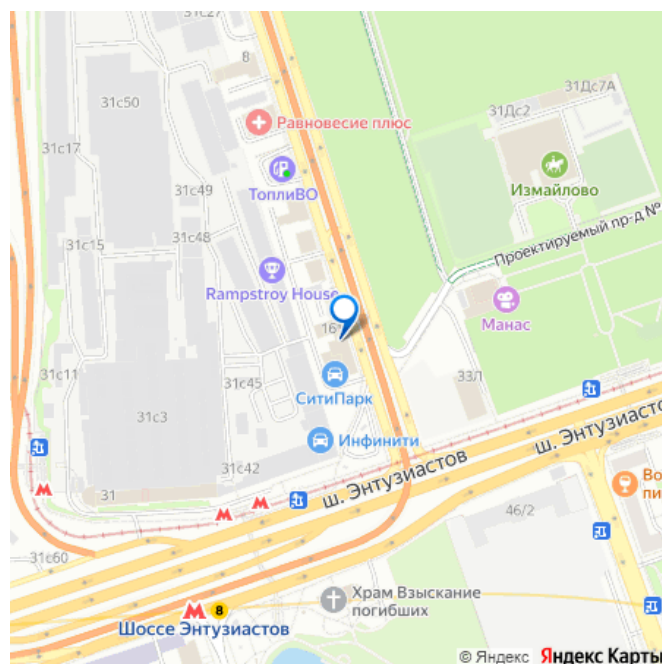 31с27
8
31с50
31Дс7А
31Дс2
Равновесие плюс
31с17
ТоплиВО
Измайлово
31с49
31с48
31с15
Проектируемый пр-д №
Rampstroy House
Манас
16
31с11
31с45
СитиПарк
33Л
31с3
Инфинити
ш. Энтузиастов
31с42
ш. Энтузиастов
31
Во
пи
46/2
31с60
8
Шоссе Энтузиастов
Храм Взыскание
погибших
© Яндекс Яндекс Карты